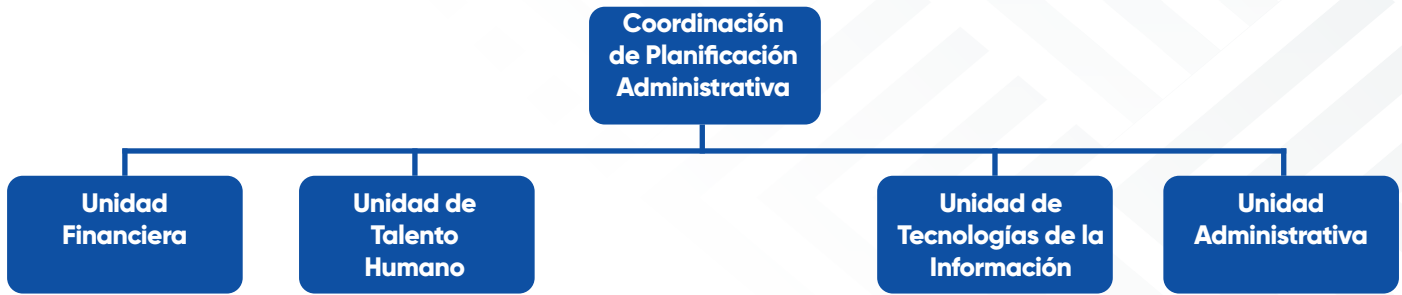 Coordinación
de Planificación
Administrativa
Unidad
Financiera
Unidad de
Talento
Humano
Unidad de
Tecnologías de la
Información
Unidad
Administrativa